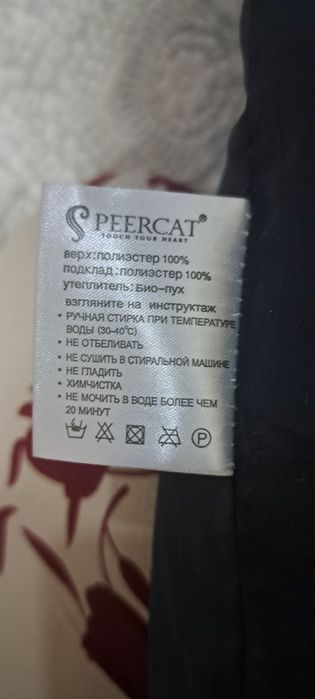 SPEERCAT®
TOUCH YOUR HEART
верх:полиэстер 100%
подклад:полиэстер 100%
утеплитель: Био-пух
взгляните на инструктаж
• РУЧНАЯ СТИРКА ПРИ ТЕМПЕРАТУРЕ
ВОДЫ (30-40°C)
• НЕ ОТБЕЛИВАТЬ
• НЕ СУШИТЬ В СТИРАЛЬНОЙ МАШИНЕ
• НЕ ГЛАДИТЬ
• ХИМЧИСТКА
• НЕ МОЧИТЬ В ВОДЕ БОЛЕЕ ЧЕМ
20 МИНУТ
P